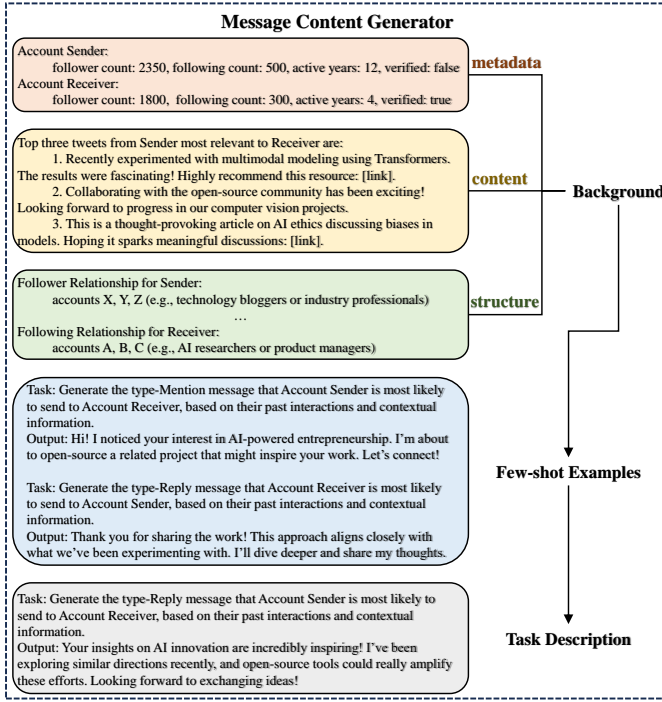 Message Content Generator
Account Sender:
follower count: 2350, following count: 500, active years: 12, verified: false
Account Receiver:
follower count: 1800, following count: 300, active years: 4, verified: true
metadata
Top three tweets from Sender most relevant to Receiver are:
1. Recently experimented with multimodal modeling using Transformers.
The results were fascinating! Highly recommend this resource: [link].
2. Collaborating with the open-source community has been exciting!
Looking forward to progress in our computer vision projects.
3. This is a thought-provoking article on AI ethics discussing biases in
models. Hoping it sparks meaningful discussions: [link].
content
Background
Follower Relationship for Sender:
accounts X, Y, Z (e.g., technology bloggers or industry professionals)
…
Following Relationship for Receiver:
accounts A, B, C (e.g., AI researchers or product managers)
structure
Task: Generate the type-Mention message that Account Sender is most likely
to send to Account Receiver, based on their past interactions and contextual
information.
Output: Hi! I noticed your interest in AI-powered entrepreneurship. I'm about
to open-source a related project that might inspire your work. Let's connect!
Task: Generate the type-Reply message that Account Receiver is most likely
to send to Account Sender, based on their past interactions and contextual
information.
Output: Thank you for sharing the work! This approach aligns closely with
what we've been experimenting with. I'll dive deeper and share my thoughts.
Few-shot Examples
Task: Generate the type-Reply message that Account Sender is most likely to
send to Account Receiver, based on their past interactions and contextual
information.
Output: Your insights on AI innovation are incredibly inspiring! I've been
exploring similar directions recently, and open-source tools could really amplify
these efforts. Looking forward to exchanging ideas!
Task Description